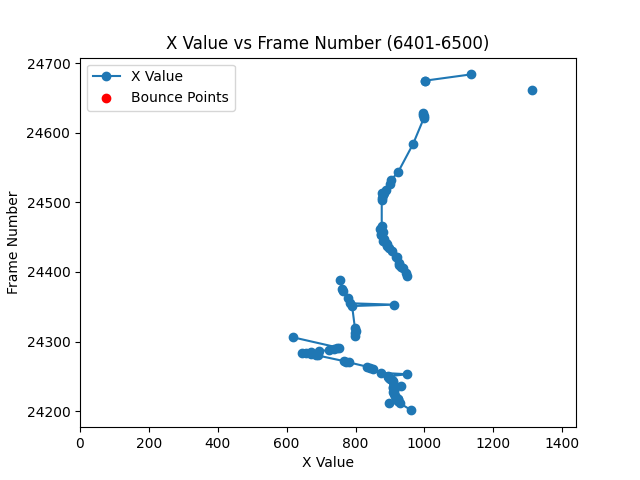 X Value vs Frame Number (6401-6500)
X Value
Bounce Points
Frame Number
24700
24600
24500
24400
24300
24200
0 200 400 600 800 1000 1200 1400
X Value